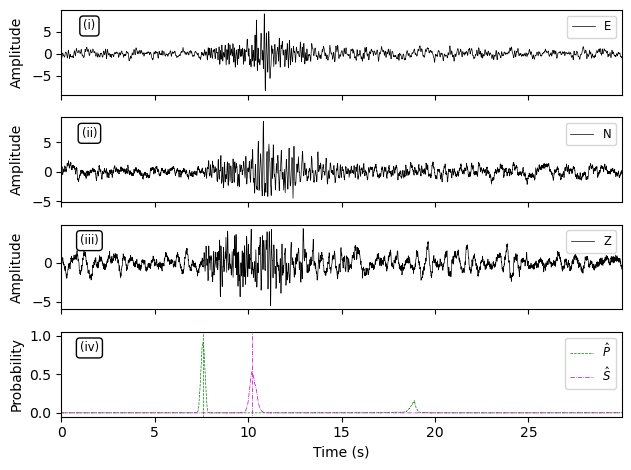 (i)
E
Amplitude
5
0
−5
(ii)
N
Amplitude
5
0
−5
(iii)
Z
Amplitude
0
−5
(iv)
P̂
Ŝ
Probability
1.0
0.5
0.0
0 5 10 15 20 25
Time (s)